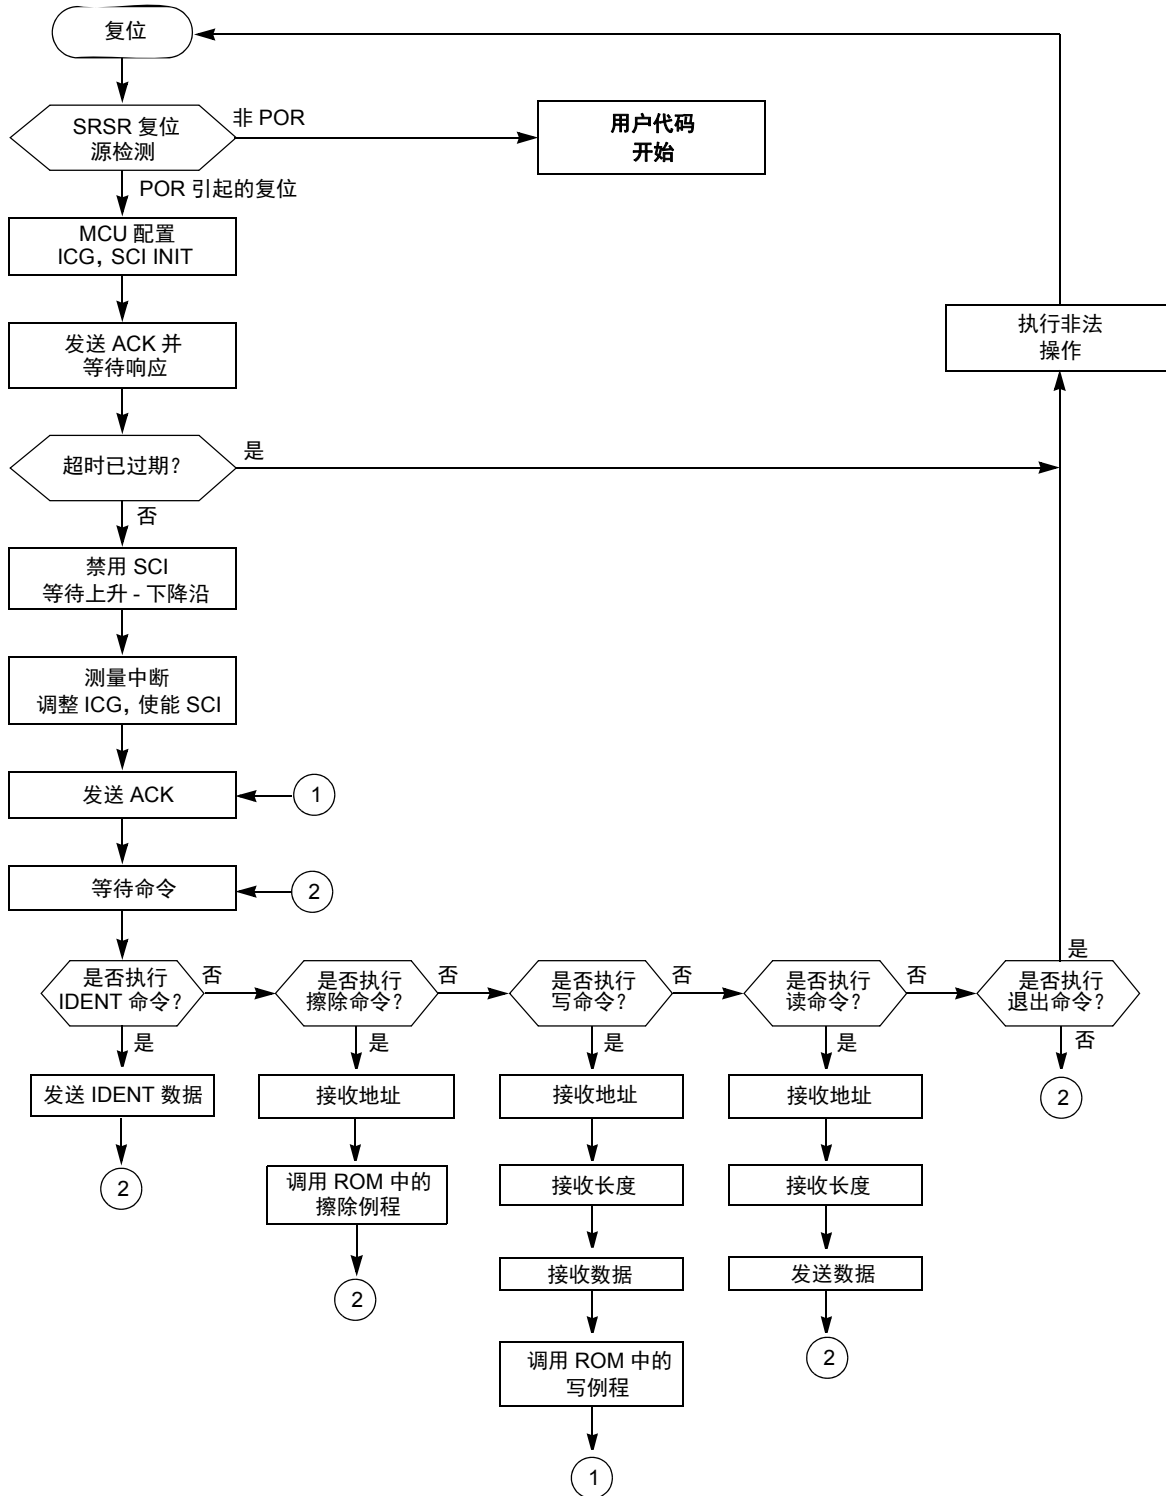 复位
SRSR 复位
源检测
非 POR
用户代码
开始
POR 引起的复位
MCU 配置
ICG, SCI INIT
发送 ACK 并
等待响应
执行非法
操作
超时已过期?
是
否
禁用 SCI
等待上升 - 下降沿
测量中断
调整 ICG, 使能 SCI
发送 ACK
1
等待命令
2
是否执行
IDENT 命令?
否
是否执行
擦除命令?
否
是否执行
写命令?
否
是否执行
读命令?
否
是否执行
退出命令?
是
是
是
是
是
否
发送 IDENT 数据
接收地址
接收地址
接收地址
2
2
调用 ROM 中的
擦除例程
接收长度
接收长度
2
接收数据
发送数据
调用 ROM 中的
写例程
2
1